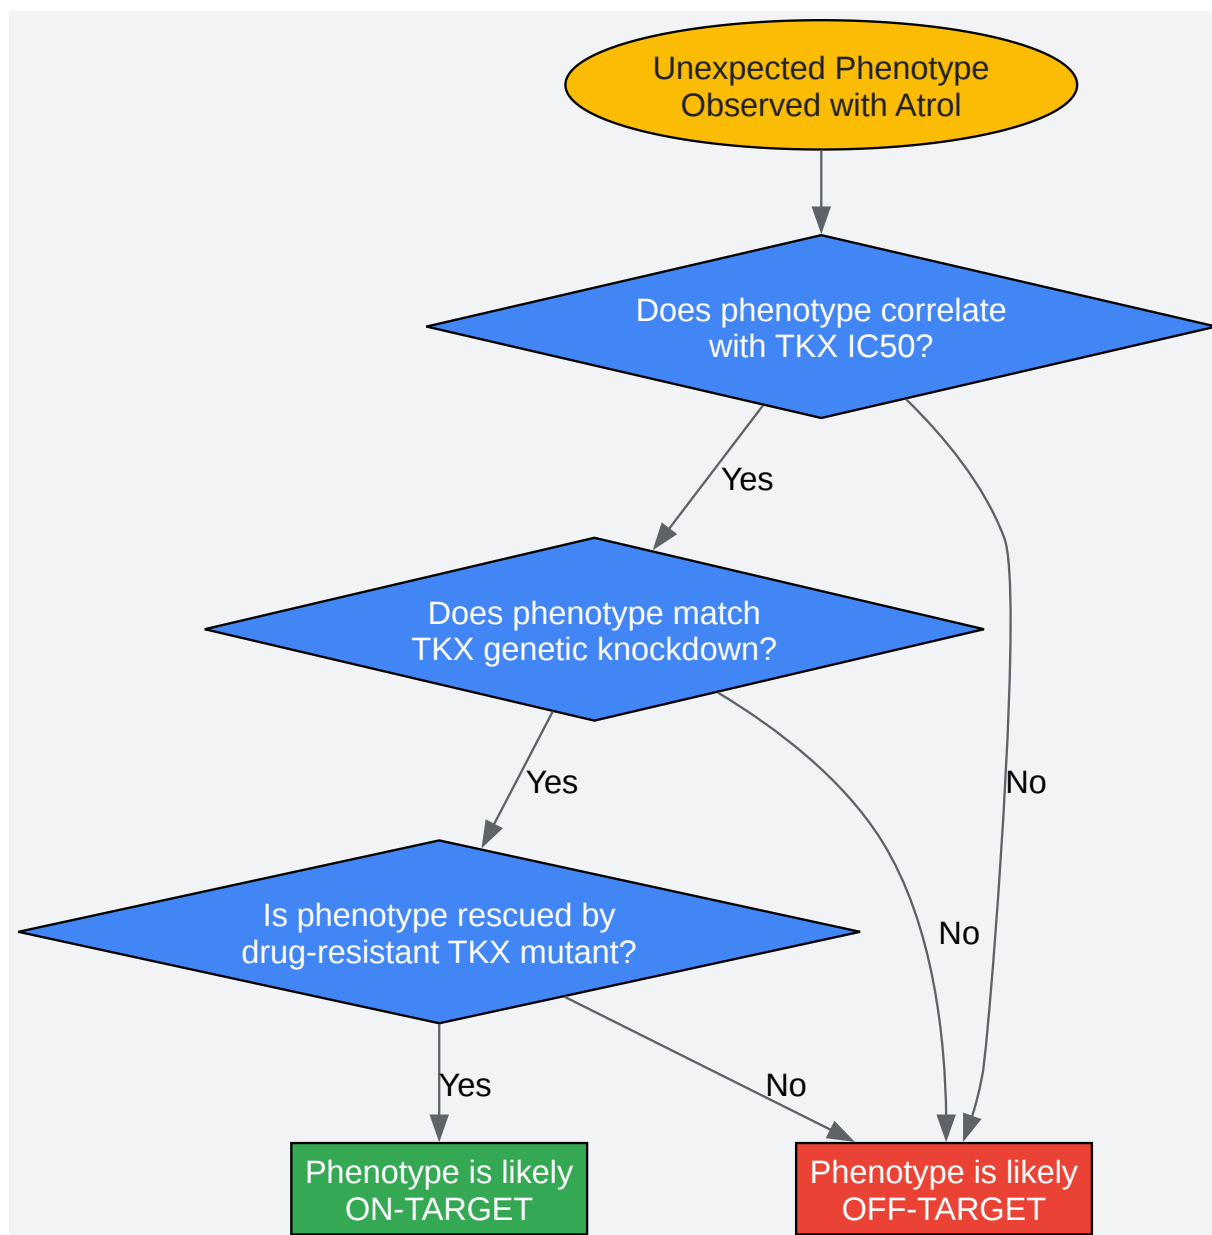 Unexpected Phenotype
Observed with Atrol
Does phenotype correlate
with TKX IC50?
Yes
Does phenotype match
TKX genetic knockdown?
Yes
No
Is phenotype rescued by
drug-resistant TKX mutant?
No
Yes
No
Phenotype is likely
ON-TARGET
Phenotype is likely
OFF-TARGET